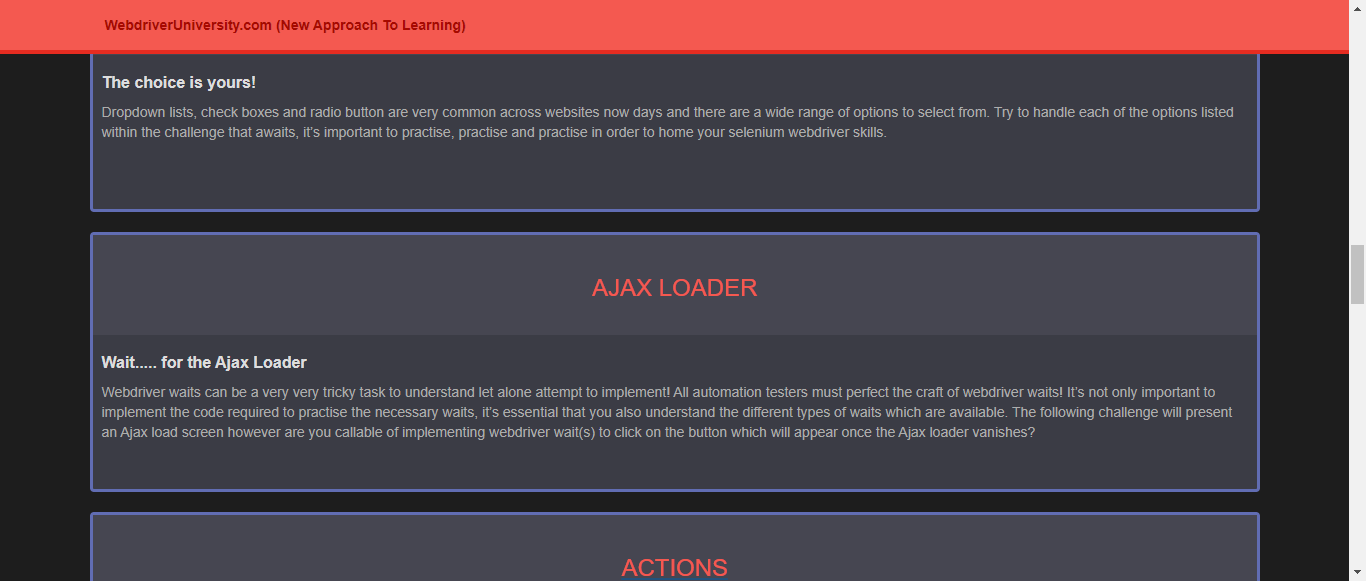 WebdriverUniversity.com (New Approach To Learning)
The choice is yours!
Dropdown lists, check boxes and radio button are very common across websites now days and there are a wide range of options to select from. Try to handle each of the options listed
within the challenge that awaits, it's important to practise, practise and practise in order to home your selenium webdriver skills.
AJAX LOADER
Wait..... for the Ajax Loader
Webdriver waits can be a very very tricky task to understand let alone attempt to implement! All automation testers must perfect the craft of webdriver waits! It's not only important to
implement the code required to practise the necessary waits, it's essential that you also understand the different types of waits which are available. The following challenge will present
an Ajax load screen however are you callable of implementing webdriver wait(s) to click on the button which will appear once the Ajax loader vanishes?
ACTIONS